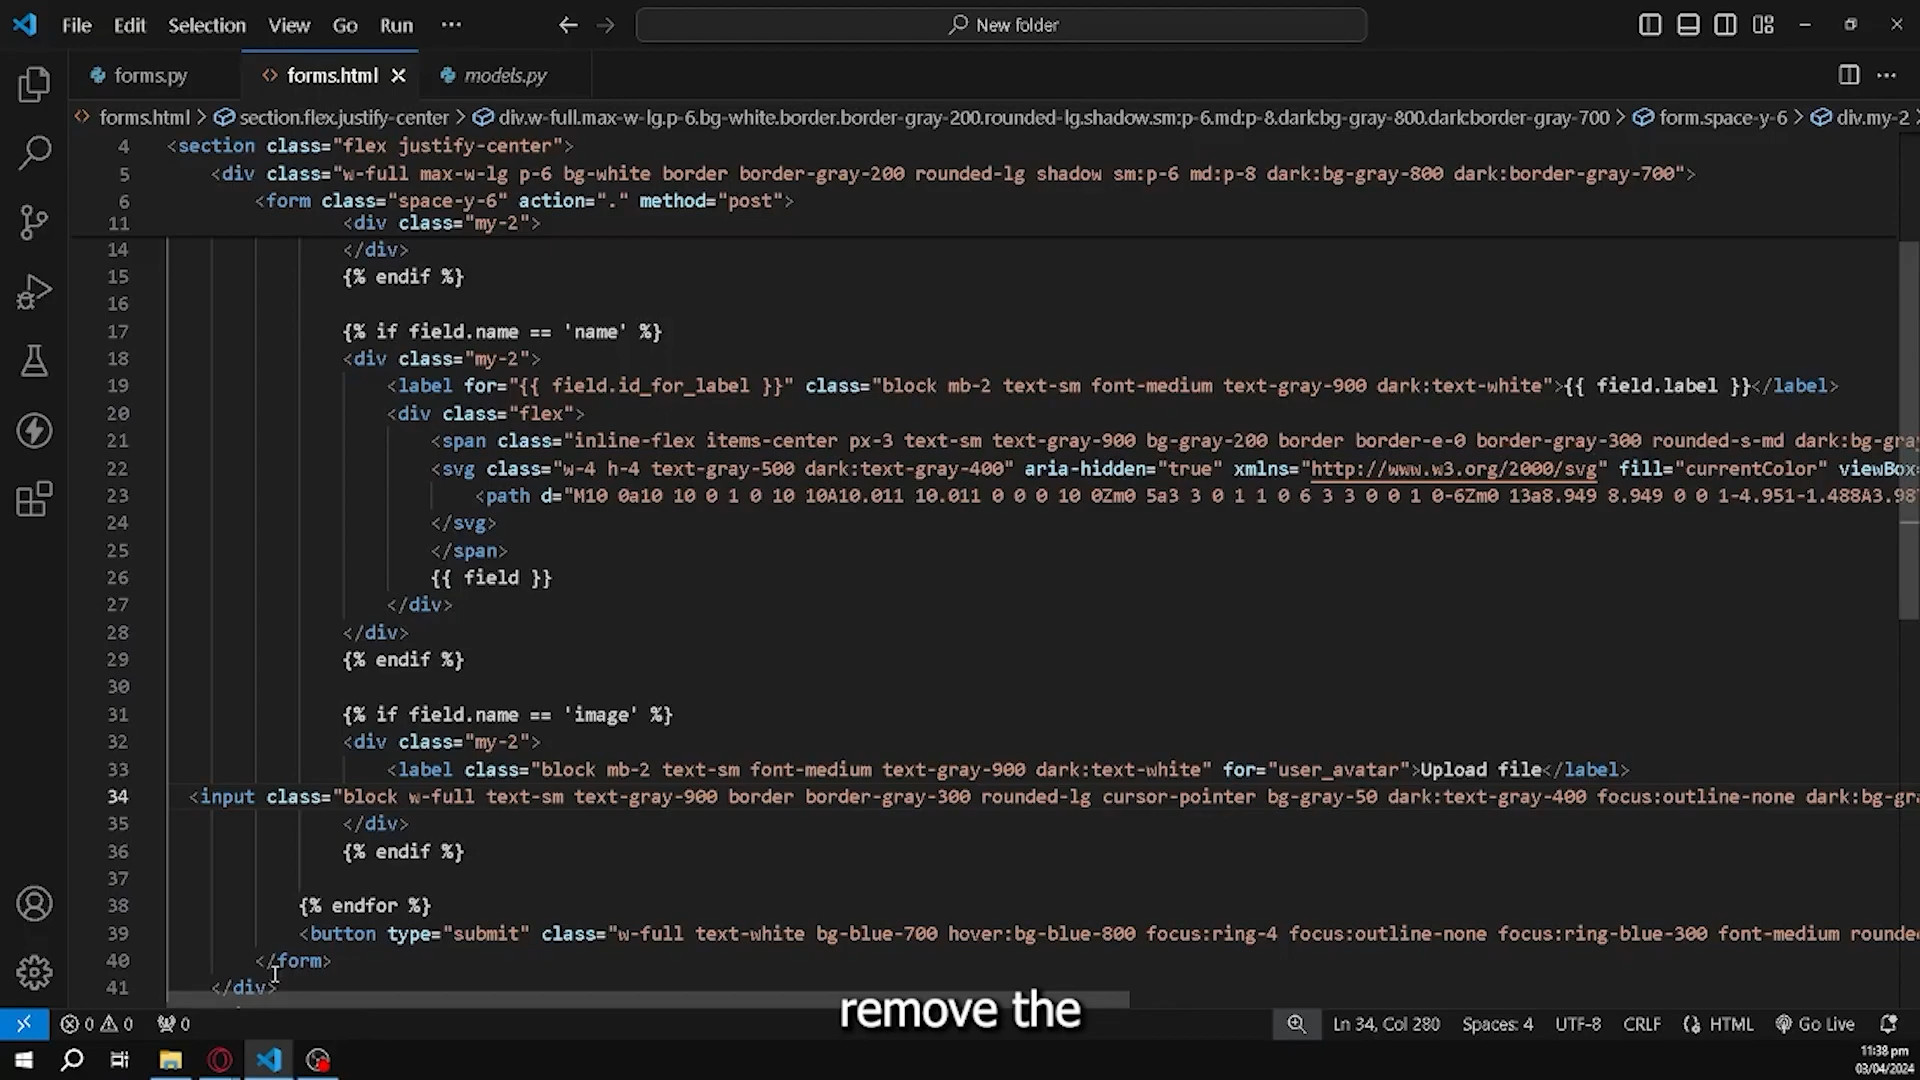 File Edit Selection View Go Run ··· New folder
forms.py forms.html models.py
forms.html > section.flex.justify-center > div.w-full.max-w-lg.p-6.bg-white.border.border-gray-200.rounded-lg.shadow.sm:p-6.md:p-8.dark:bg-gray-800.dark:border-gray-700 > form.space-y-6 > div.my-2 >
4 <section class="flex justify-center">
5 <div class="w-full max-w-lg p-6 bg-white border border-gray-200 rounded-lg shadow sm:p-6 md:p-8 dark:bg-gray-800 dark:border-gray-700">
6 <form class="space-y-6" action="." method="post">
11 <div class="my-2">
14 </div>
15 {% endif %}
16
17 {% if field.name == 'name' %}
18 <div class="my-2">
19 <label for="{{ field.id_for_label }}" class="block mb-2 text-sm font-medium text-gray-900 dark:text-white">{{ field.label }}</label>
20 <div class="flex">
21 <span class="inline-flex items-center px-3 text-sm text-gray-900 bg-gray-200 border border-e-0 border-gray-300 rounded-s-md dark:bg-gra
22 <svg class="w-4 h-4 text-gray-500 dark:text-gray-400" aria-hidden="true" xmlns="http://www.w3.org/2000/svg" fill="currentColor" viewBox=
23 <path d="M10 0a10 10 0 1 0 10 10A10.011 10.011 0 0 0 10 0Zm0 5a3 3 0 1 1 0 6 3 3 0 0 1 0-6Zm0 13a8.949 8.949 0 0 1-4.951-1.488A3.98
24 </svg>
25 </span>
26 {{ field }}
27 </div>
28 </div>
29 {% endif %}
30
31 {% if field.name == 'image' %}
32 <div class="my-2">
33 <label class="block mb-2 text-sm font-medium text-gray-900 dark:text-white" for="user_avatar">Upload file</label>
34 <input class="block w-full text-sm text-gray-900 border border-gray-300 rounded-lg cursor-pointer bg-gray-50 dark:text-gray-400 focus:outline-none dark:bg-gra
35 </div>
36 {% endif %}
37
38 {% endfor %}
39 <button type="submit" class="w-full text-white bg-blue-700 hover:bg-blue-800 focus:ring-4 focus:outline-none focus:ring-blue-300 font-medium rounde
40 </form>
41 </div>
remove the
0 0 0 Ln 34, Col 280 Spaces: 4 UTF-8 CRLF HTML Go Live
11:38 pm
03/04/2024